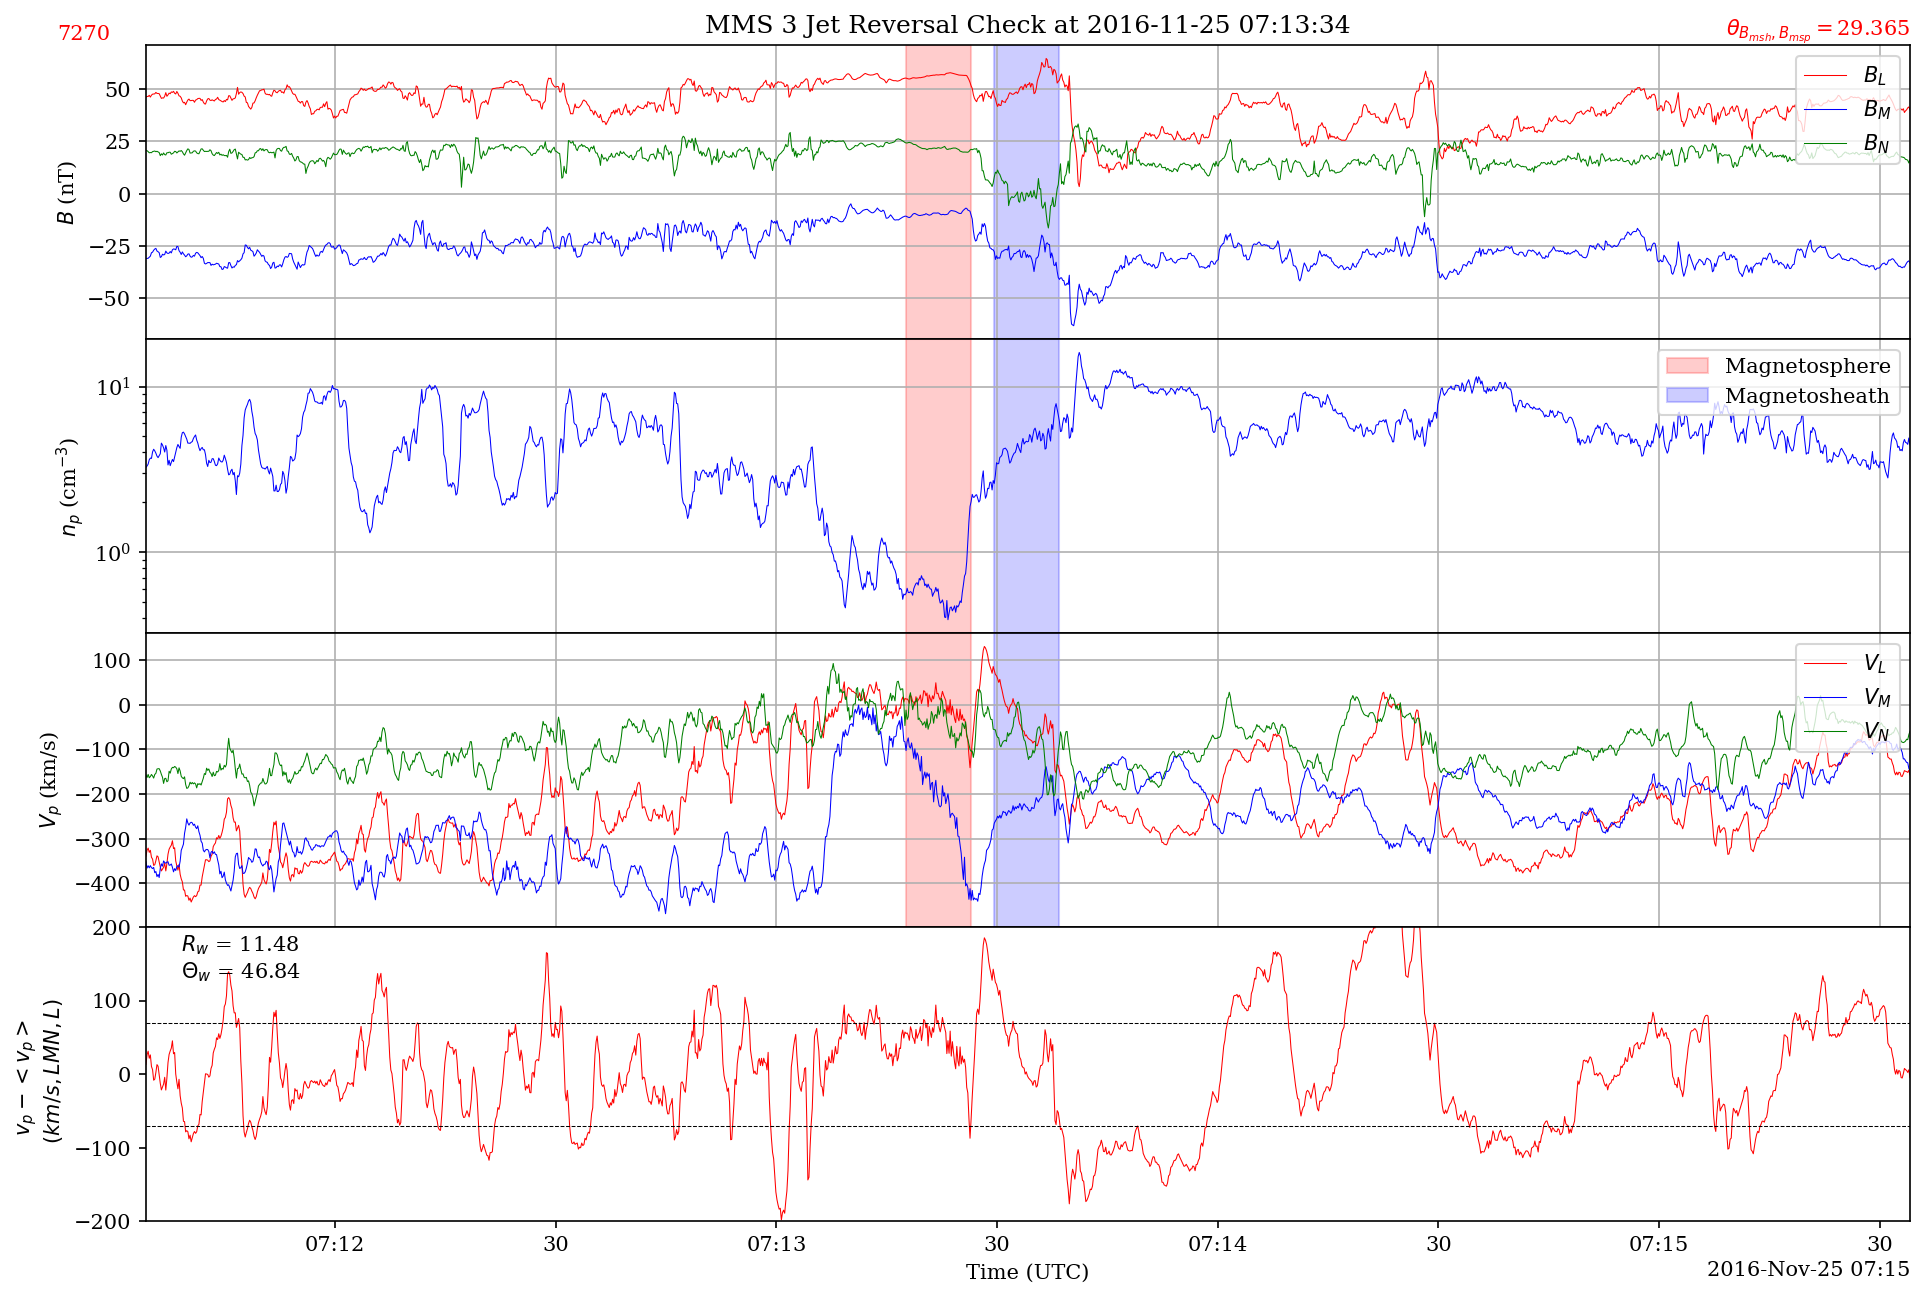 MMS 3 Jet Reversal Check at 2016-11-25 07:13:34
7270
θ_{B_{msh}, B_{msp}} = 29.365
50
25
0
−25
−50
B (nT)
B_L
B_M
B_N
10^1
10^0
n_p (cm^{−3})
Magnetosphere
Magnetosheath
100
0
−100
−200
−300
−400
V_p (km/s)
V_L
V_M
V_N
200
100
0
−100
−200
v_p − < v_p >
(km/s, LMN, L)
R_w = 11.48
Θ_w = 46.84
07:12
30
07:13
30
07:14
30
07:15
30
Time (UTC)
2016-Nov-25 07:15